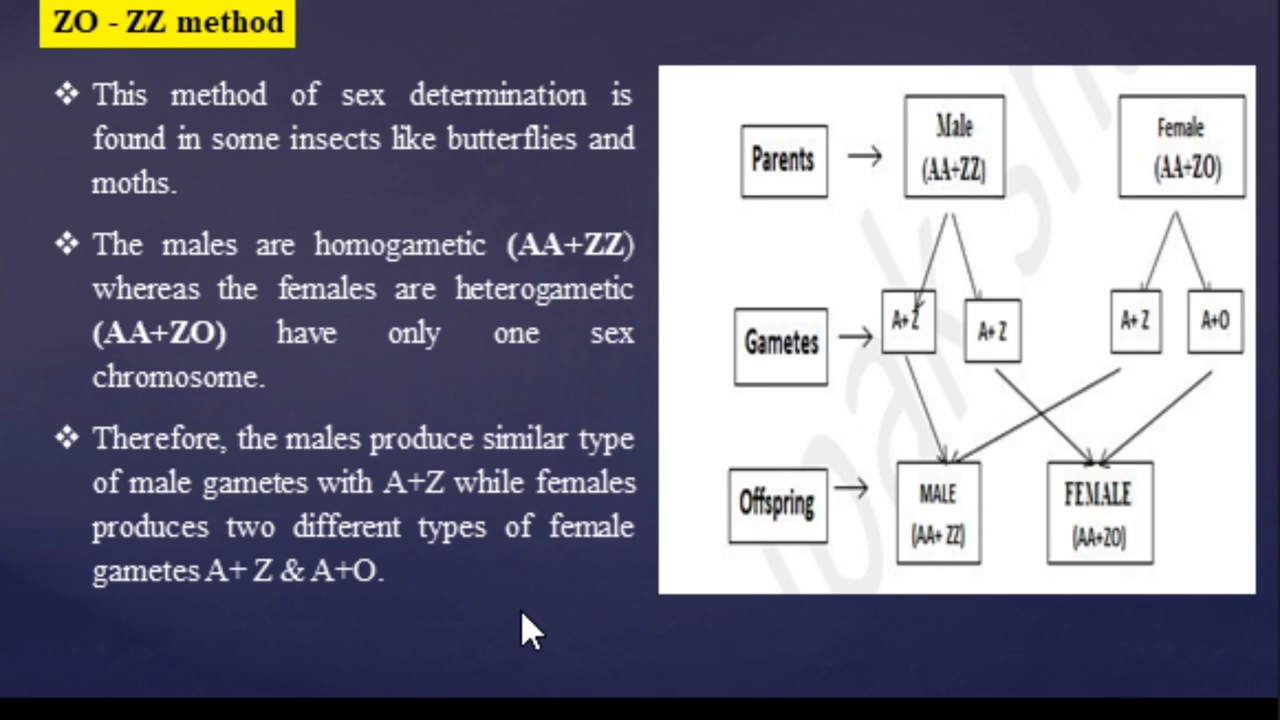 ZO - ZZ method
❖ This method of sex determination is
found in some insects like butterflies and
moths.
❖ The males are homogametic (AA+ZZ)
whereas the females are heterogametic
(AA+ZO) have only one sex
chromosome.
❖ Therefore, the males produce similar type
of male gametes with A+Z while females
produces two different types of female
gametes A+ Z & A+O.
Parents → Male Female
(AA+ZZ) (AA+ZO)
Gametes → A+ Z A+ Z A+ Z A+O
Offspring → MALE FEMALE
(AA+ ZZ) (AA+ZO)